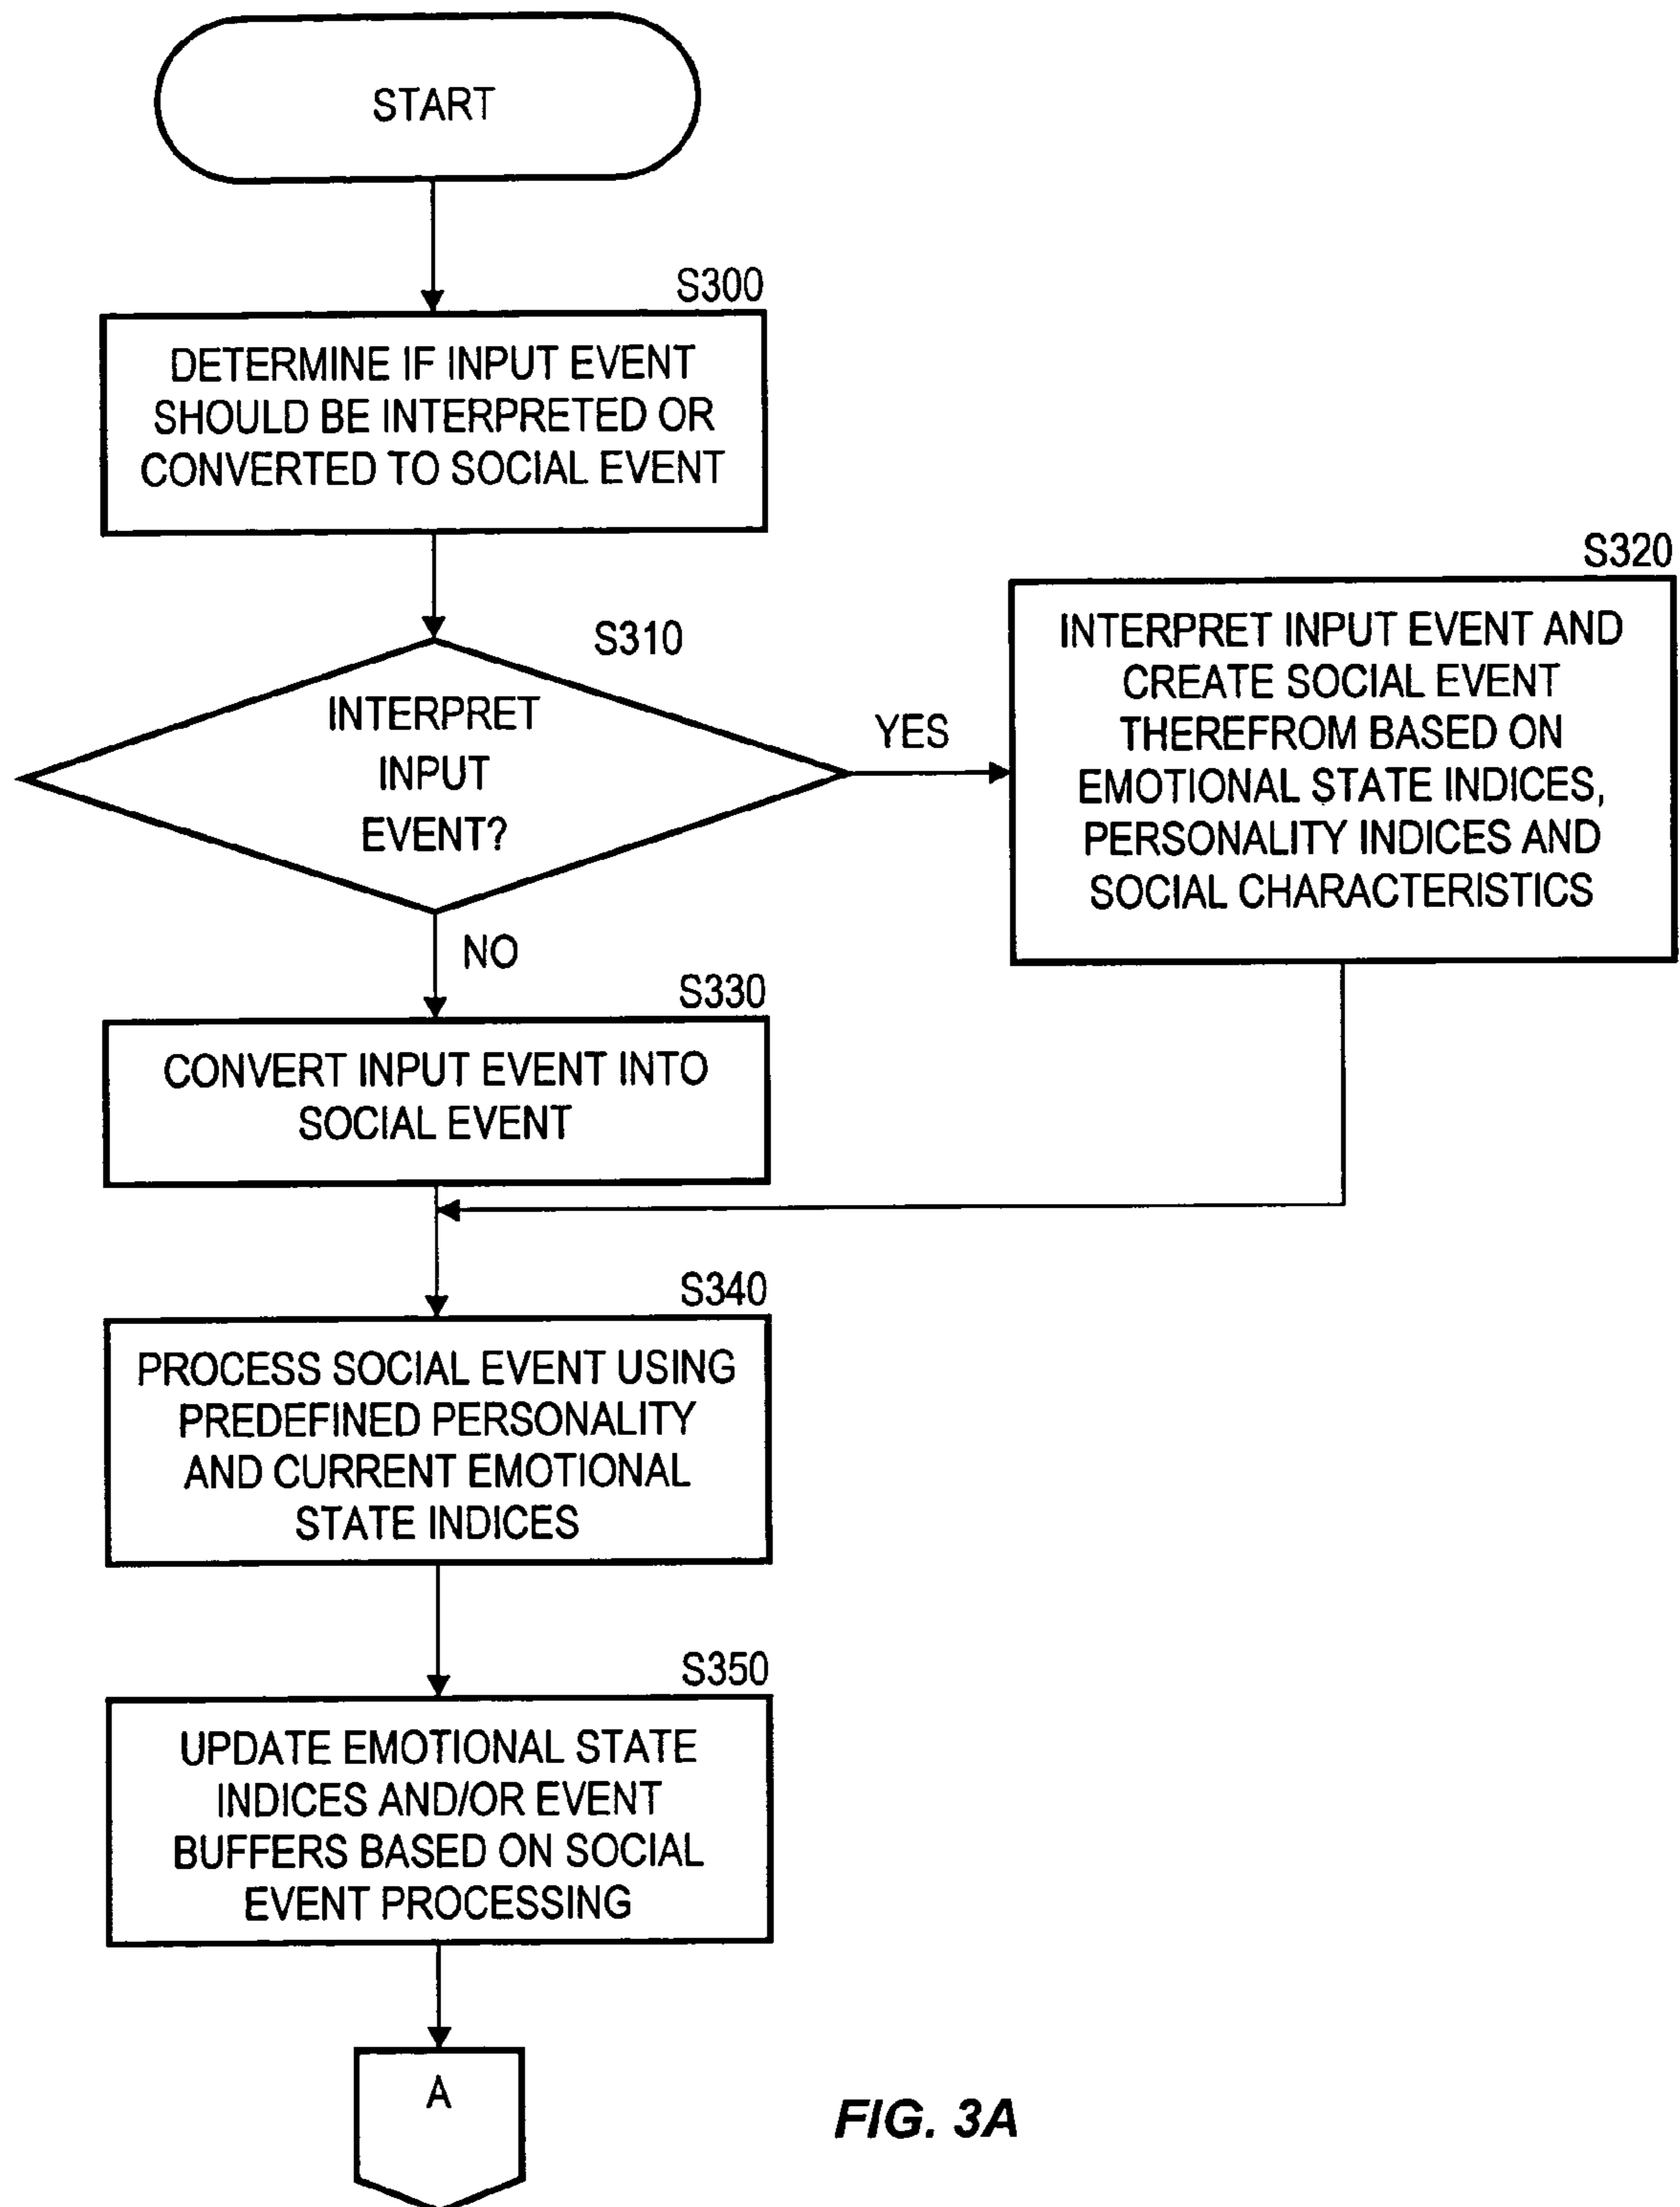 START
S300
DETERMINE IF INPUT EVENT
SHOULD BE INTERPRETED OR
CONVERTED TO SOCIAL EVENT
S310
INTERPRET
INPUT
EVENT?
YES
S320
INTERPRET INPUT EVENT AND
CREATE SOCIAL EVENT
THEREFROM BASED ON
EMOTIONAL STATE INDICES,
PERSONALITY INDICES AND
SOCIAL CHARACTERISTICS
NO
S330
CONVERT INPUT EVENT INTO
SOCIAL EVENT
S340
PROCESS SOCIAL EVENT USING
PREDEFINED PERSONALITY
AND CURRENT EMOTIONAL
STATE INDICES
S350
UPDATE EMOTIONAL STATE
INDICES AND/OR EVENT
BUFFERS BASED ON SOCIAL
EVENT PROCESSING
A
FIG. 3A